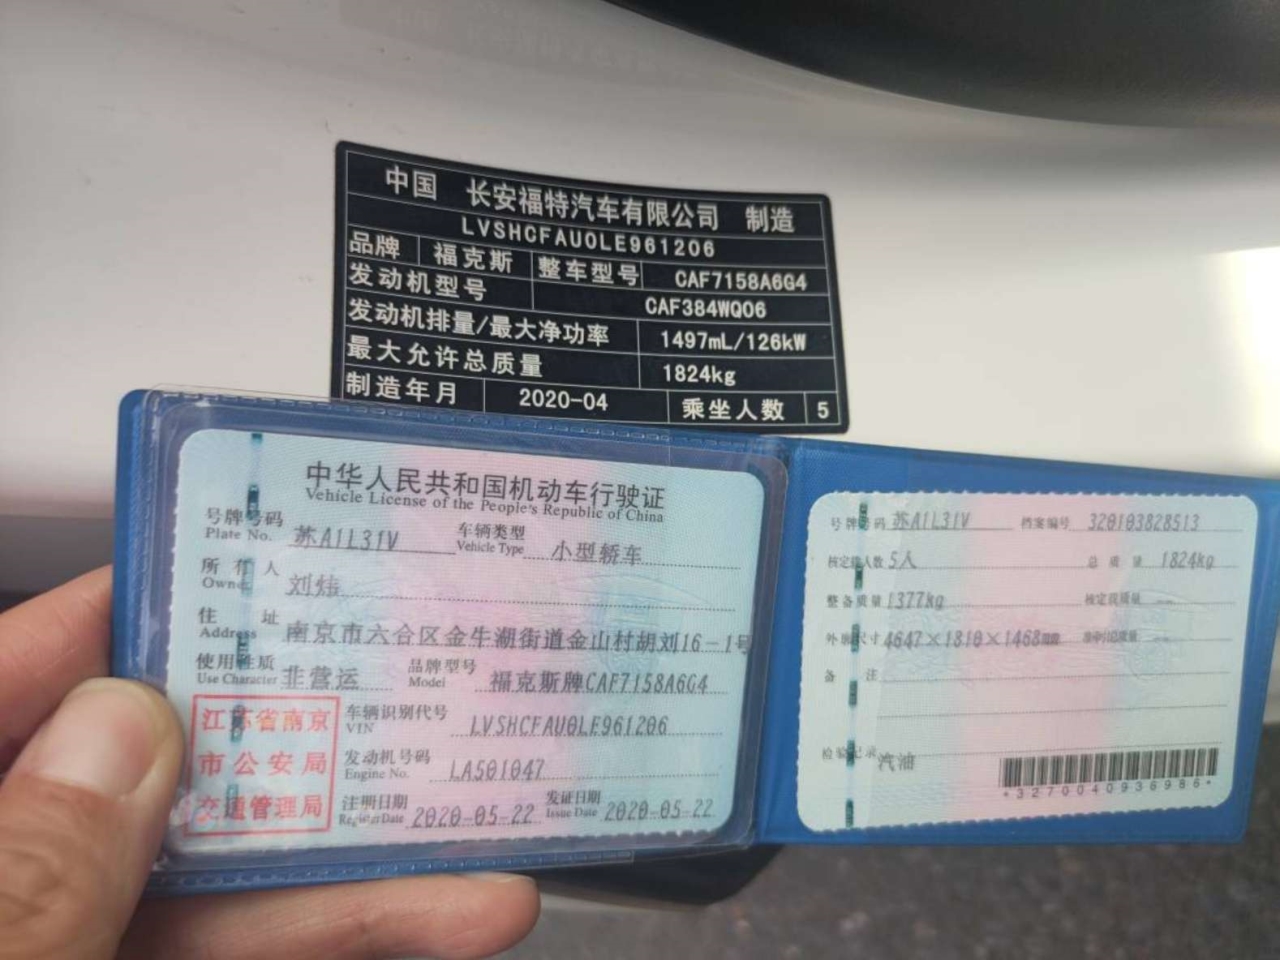 中国 长安福特汽车有限公司 制造
LVSHCFAU0LE961206
品牌 福克斯 整车型号 CAF7158A6G4
发动机型号 CAF384WQ06
发动机排量/最大净功率 1497mL/126kW
最大允许总质量 1824kg
制造年月 2020-04 乘坐人数 5
中华人民共和国机动车行驶证
Vehicle License of the People's Republic of China
号牌号码 苏A1L31V 车辆类型 小型轿车
Plate No. Vehicle Type
所有人 刘炜
Owner
住址 南京市六合区金牛湖街道金山村胡刘16-1号
Address
使用性质 非营运 品牌型号 福克斯牌CAF7158A6G4
Use Character Model
江苏省南京
市公安局
交通管理局
车辆识别代号 LVSHCFAU0LE961206
VIN
发动机号码 LA501047
Engine No.
注册日期 2020-05-22 发证日期 2020-05-22
Register Date Issue Date
号牌号码 苏A1L31V 档案编号 320103828513
核定载人数 5人 总质量 1824kg
整备质量 1377kg 核定载质量 --
外廓尺寸 4647×1810×1468mm --
备注
检验记录 汽油
*3270040936986*